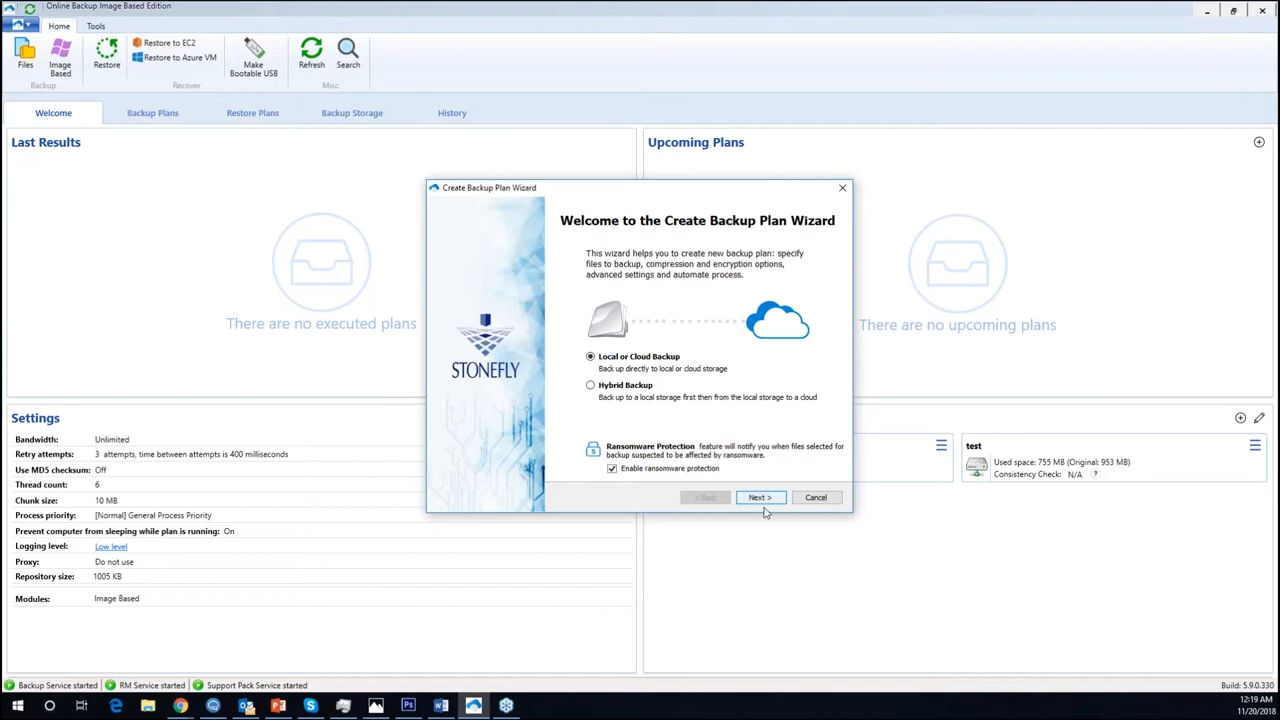 Online Backup Image Based Edition
Home
Tools
Files
Image
Based
Restore
Restore to EC2
Restore to Azure VM
Make
Bootable USB
Refresh
Search
Backup
Recover
Misc
Welcome
Backup Plans
Restore Plans
Backup Storage
History
Last Results
There are no executed plans
Upcoming Plans
There are no upcoming plans
Create Backup Plan Wizard
Welcome to the Create Backup Plan Wizard
This wizard helps you to create new backup plan: specify
files to backup, compression and encryption options,
advanced settings and automate process.
STONEFLY
Local or Cloud Backup
Back up directly to local or cloud storage
Hybrid Backup
Back up to a local storage first then from the local storage to a cloud
Ransomware Protection feature will notify you when files selected for
backup suspected to be affected by ransomware.
Enable ransomware protection
< Back
Next >
Cancel
Settings
Bandwidth: Unlimited
Retry attempts: 3 attempts, time between attempts is 400 milliseconds
Use MD5 checksum: Off
Thread count: 6
Chunk size: 10 MB
Process priority: [Normal] General Process Priority
Prevent computer from sleeping while plan is running: On
Logging level: Low level
Proxy: Do not use
Repository size: 1005 KB
Modules: Image Based
test
Used space: 755 MB (Original: 953 MB)
Consistency Check: N/A ?
Backup Service started
RM Service started
Support Pack Service started
Build: 5.9.0.330
12:19 AM
11/20/2018